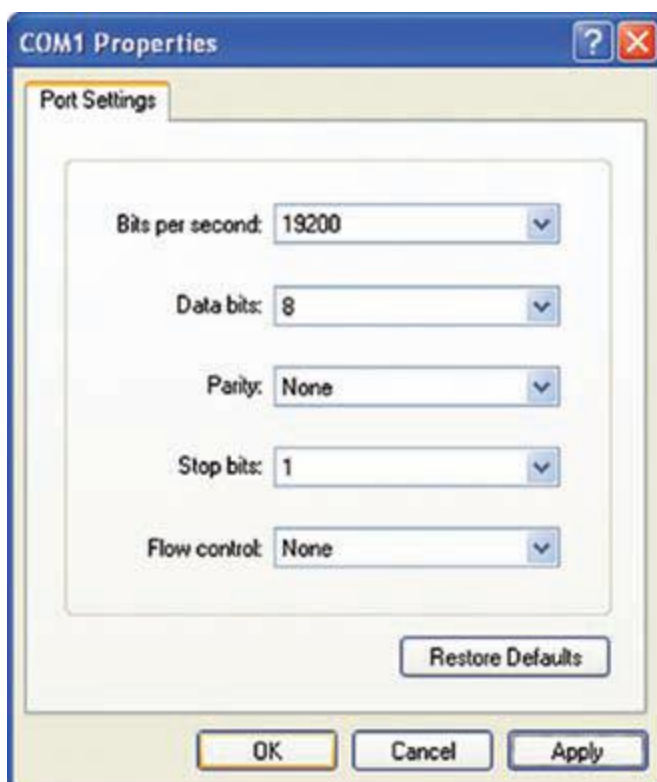 COM1 Properties
Port Settings
Bits per second: 19200
Data bits: 8
Parity: None
Stop bits: 1
Flow control: None
Restore Defaults
OK Cancel Apply